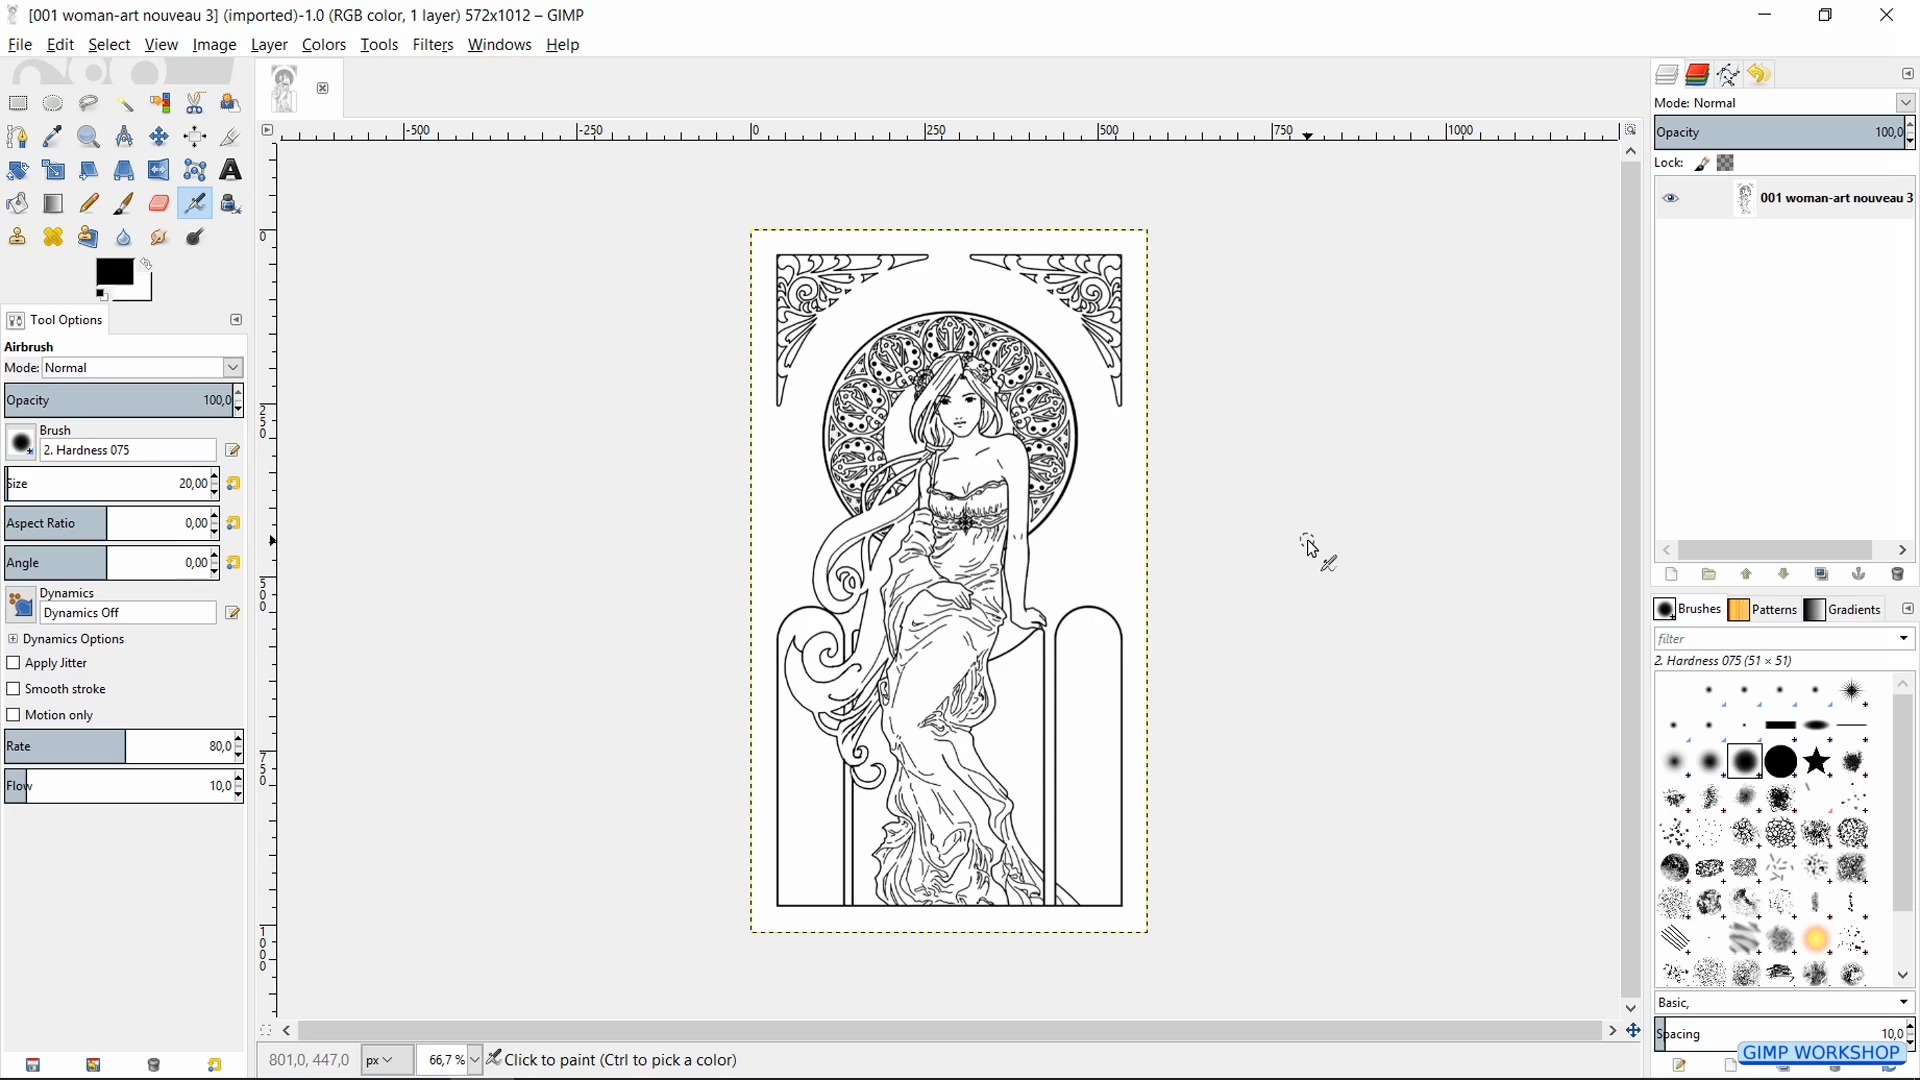 [001 woman-art nouveau 3] (imported)-1.0 (RGB color, 1 layer) 572x1012 – GIMP
File Edit Select View Image Layer Colors Tools Filters Windows Help
-500 -250 0 250 500 750 1000
Mode: Normal
Opacity 100,0
Lock:
001 woman-art nouveau 3
0
250
500
750
1000
Tool Options
Airbrush
Mode: Normal
Opacity 100,0
Brush
2. Hardness 075
Size 20,00
Aspect Ratio 0,00
Angle 0,00
Dynamics
Dynamics Off
Dynamics Options
Apply Jitter
Smooth stroke
Motion only
Rate 80,0
Flow 10,0
Brushes Patterns Gradients
filter
2. Hardness 075 (51 × 51)
Basic,
Spacing 10,0
GIMP WORKSHOP
801,0, 447,0 px 66,7 % Click to paint (Ctrl to pick a color)